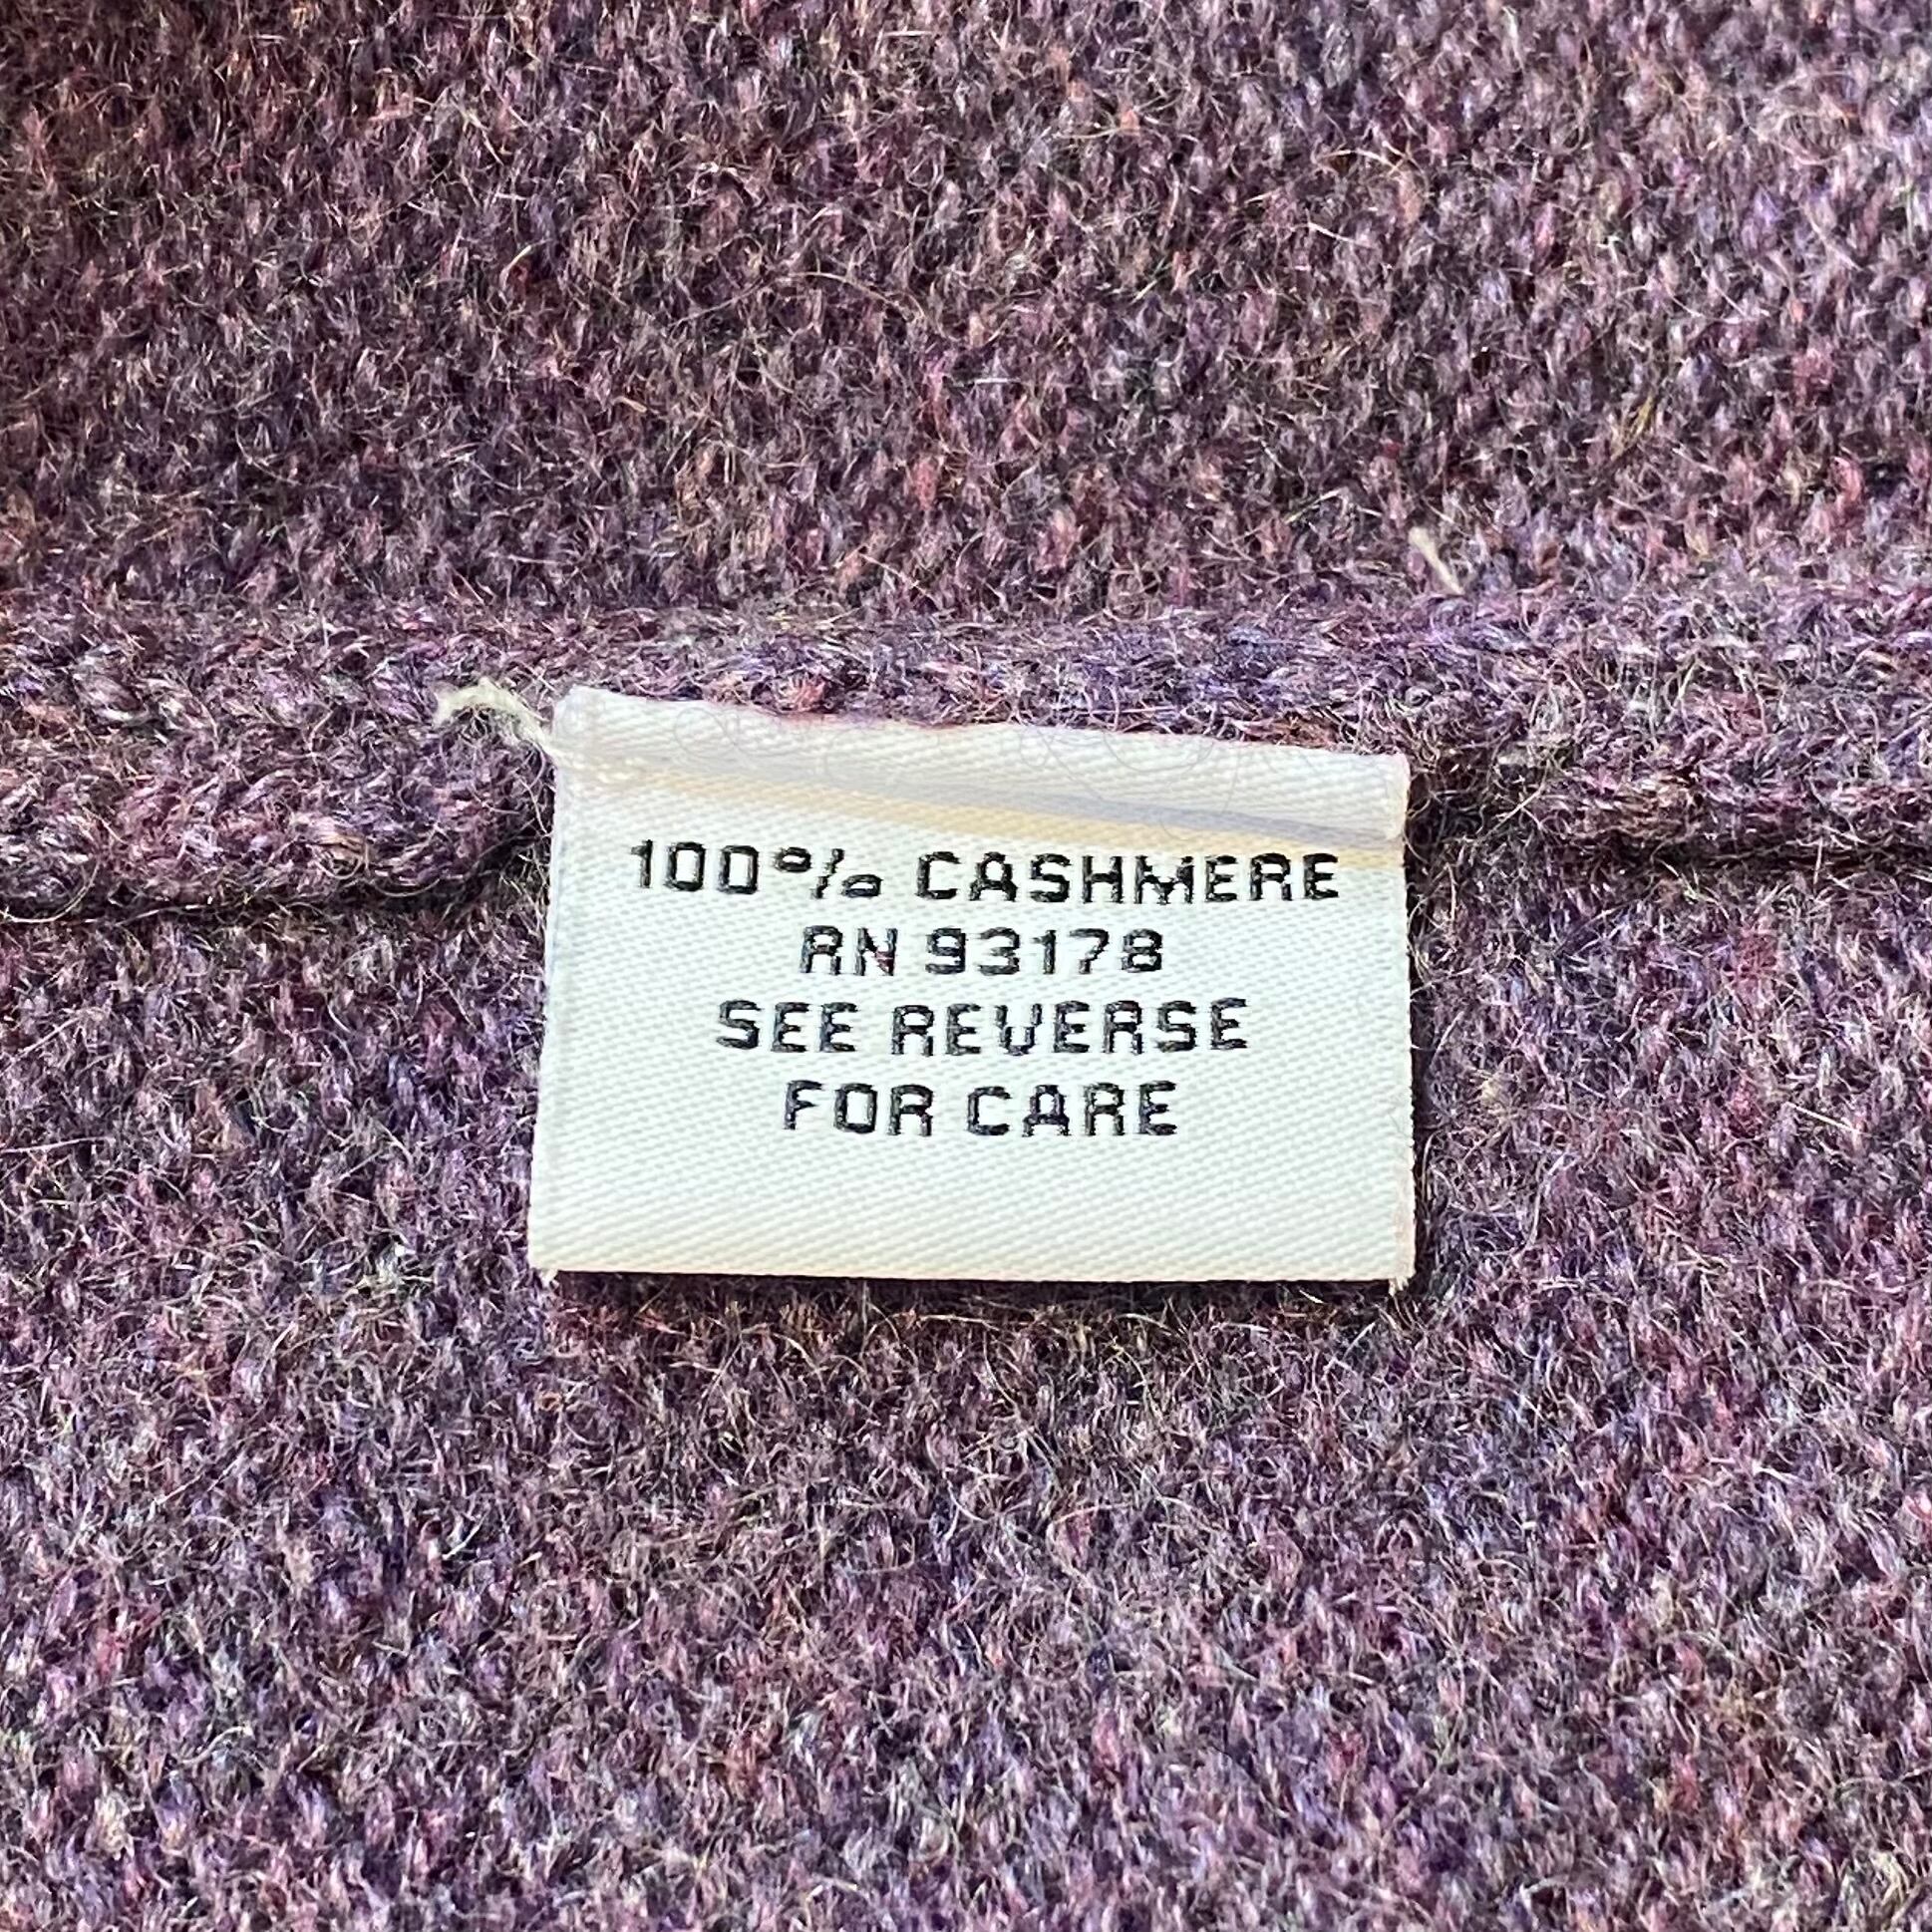 100% CASHMERE
RN 93178
SEE REVERSE
FOR CARE